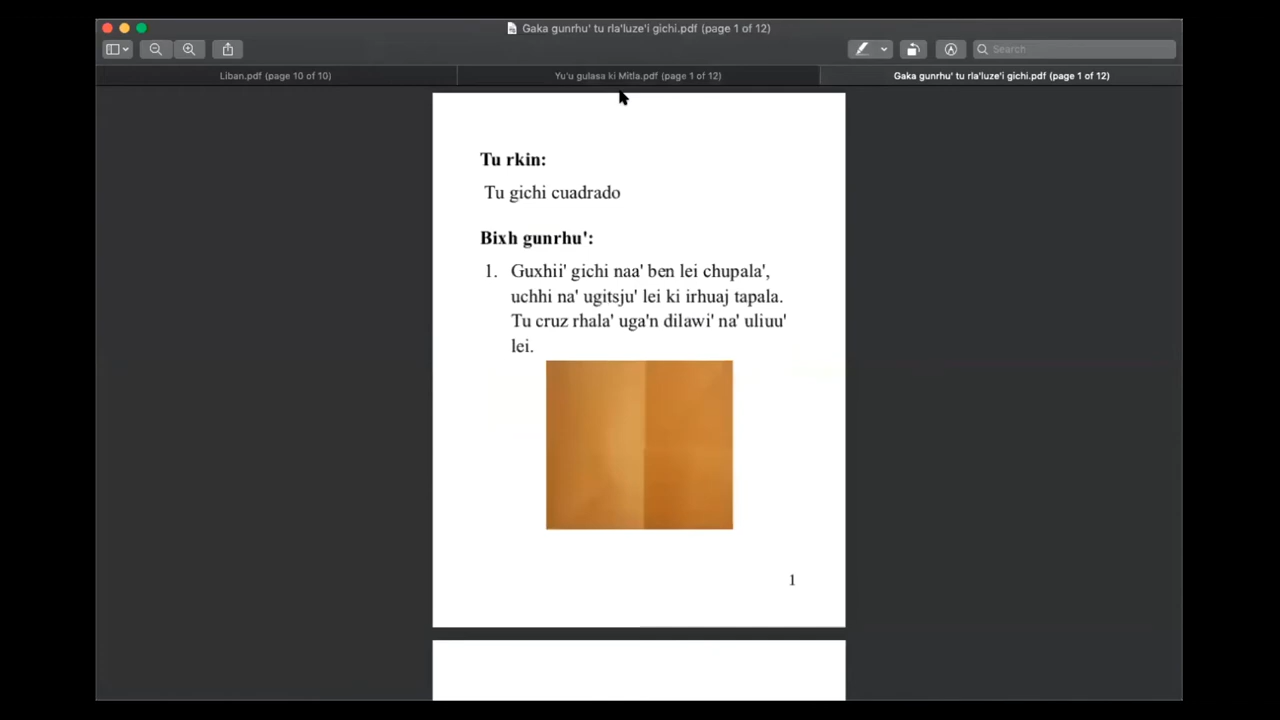 Gaka gunrhu' tu rla'luze'i gichi.pdf (page 1 of 12)
Search
Liban.pdf (page 10 of 10)
Yu'u gulasa ki Mitla.pdf (page 1 of 12)
Gaka gunrhu' tu rla'luze'i gichi.pdf (page 1 of 12)
Tu rkin:
Tu gichi cuadrado
Bixh gunrhu':
1. Guxhii' gichi naa' ben lei chupala',
uchhi na' ugitsju' lei ki irhuaj tapala.
Tu cruz rhala' uga'n dilawi' na' uliuu'
lei.
1